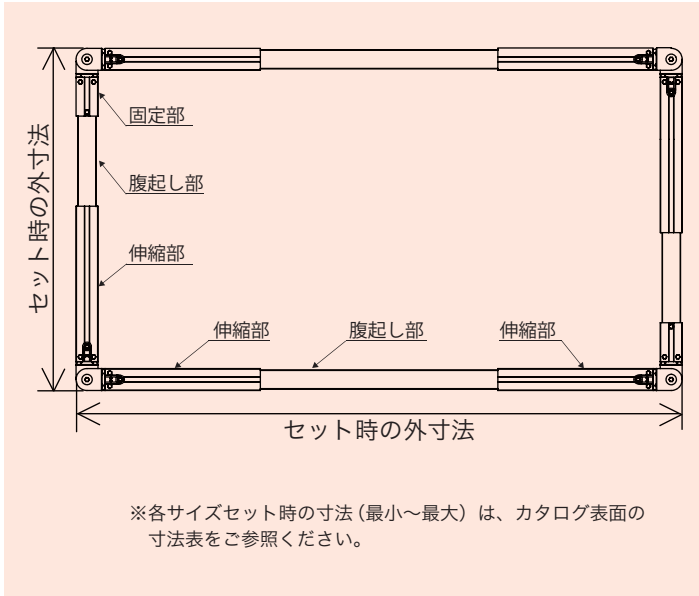 固定部
腹起し部
伸縮部
セット時の外寸法
伸縮部
腹起し部
伸縮部
セット時の外寸法
※各サイズセット時の寸法（最小～最大）は、カタログ表面の
寸法表をご参照ください。